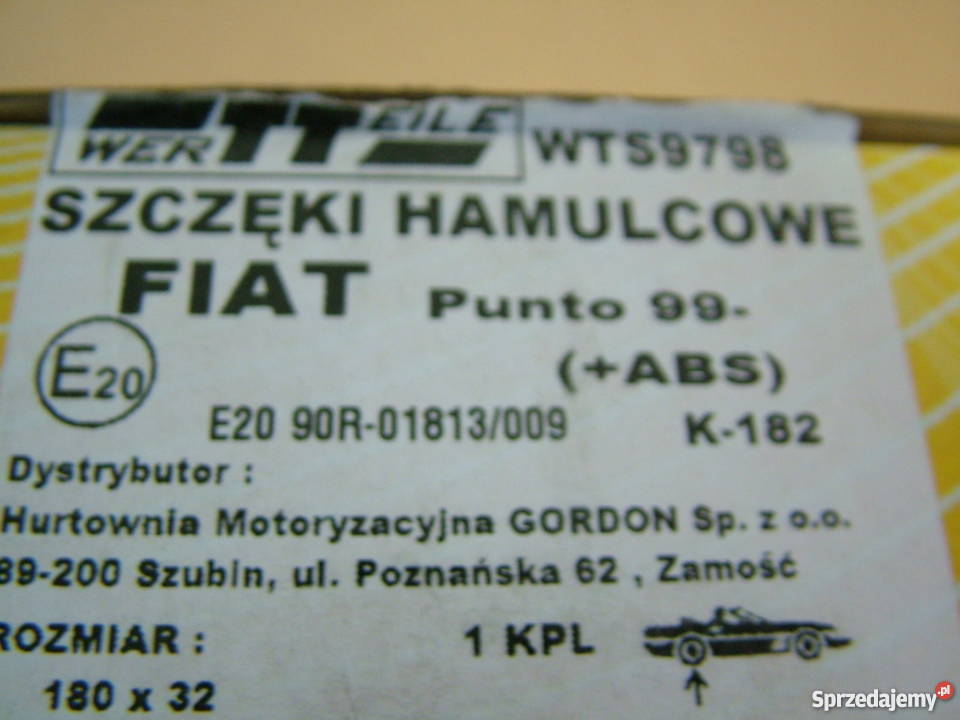 WERTTEILE WTS9798
SZCZĘKI HAMULCOWE
FIAT Punto 99-
E20 (+ABS)
E20 90R-01813/009 K-182
Dystrybutor :
Hurtownia Motoryzacyjna GORDON Sp. z o.o.
89-200 Szubin, ul. Poznańska 62 , Zamość
ROZMIAR : 1 KPL
180 x 32
Sprzedajemy.pl